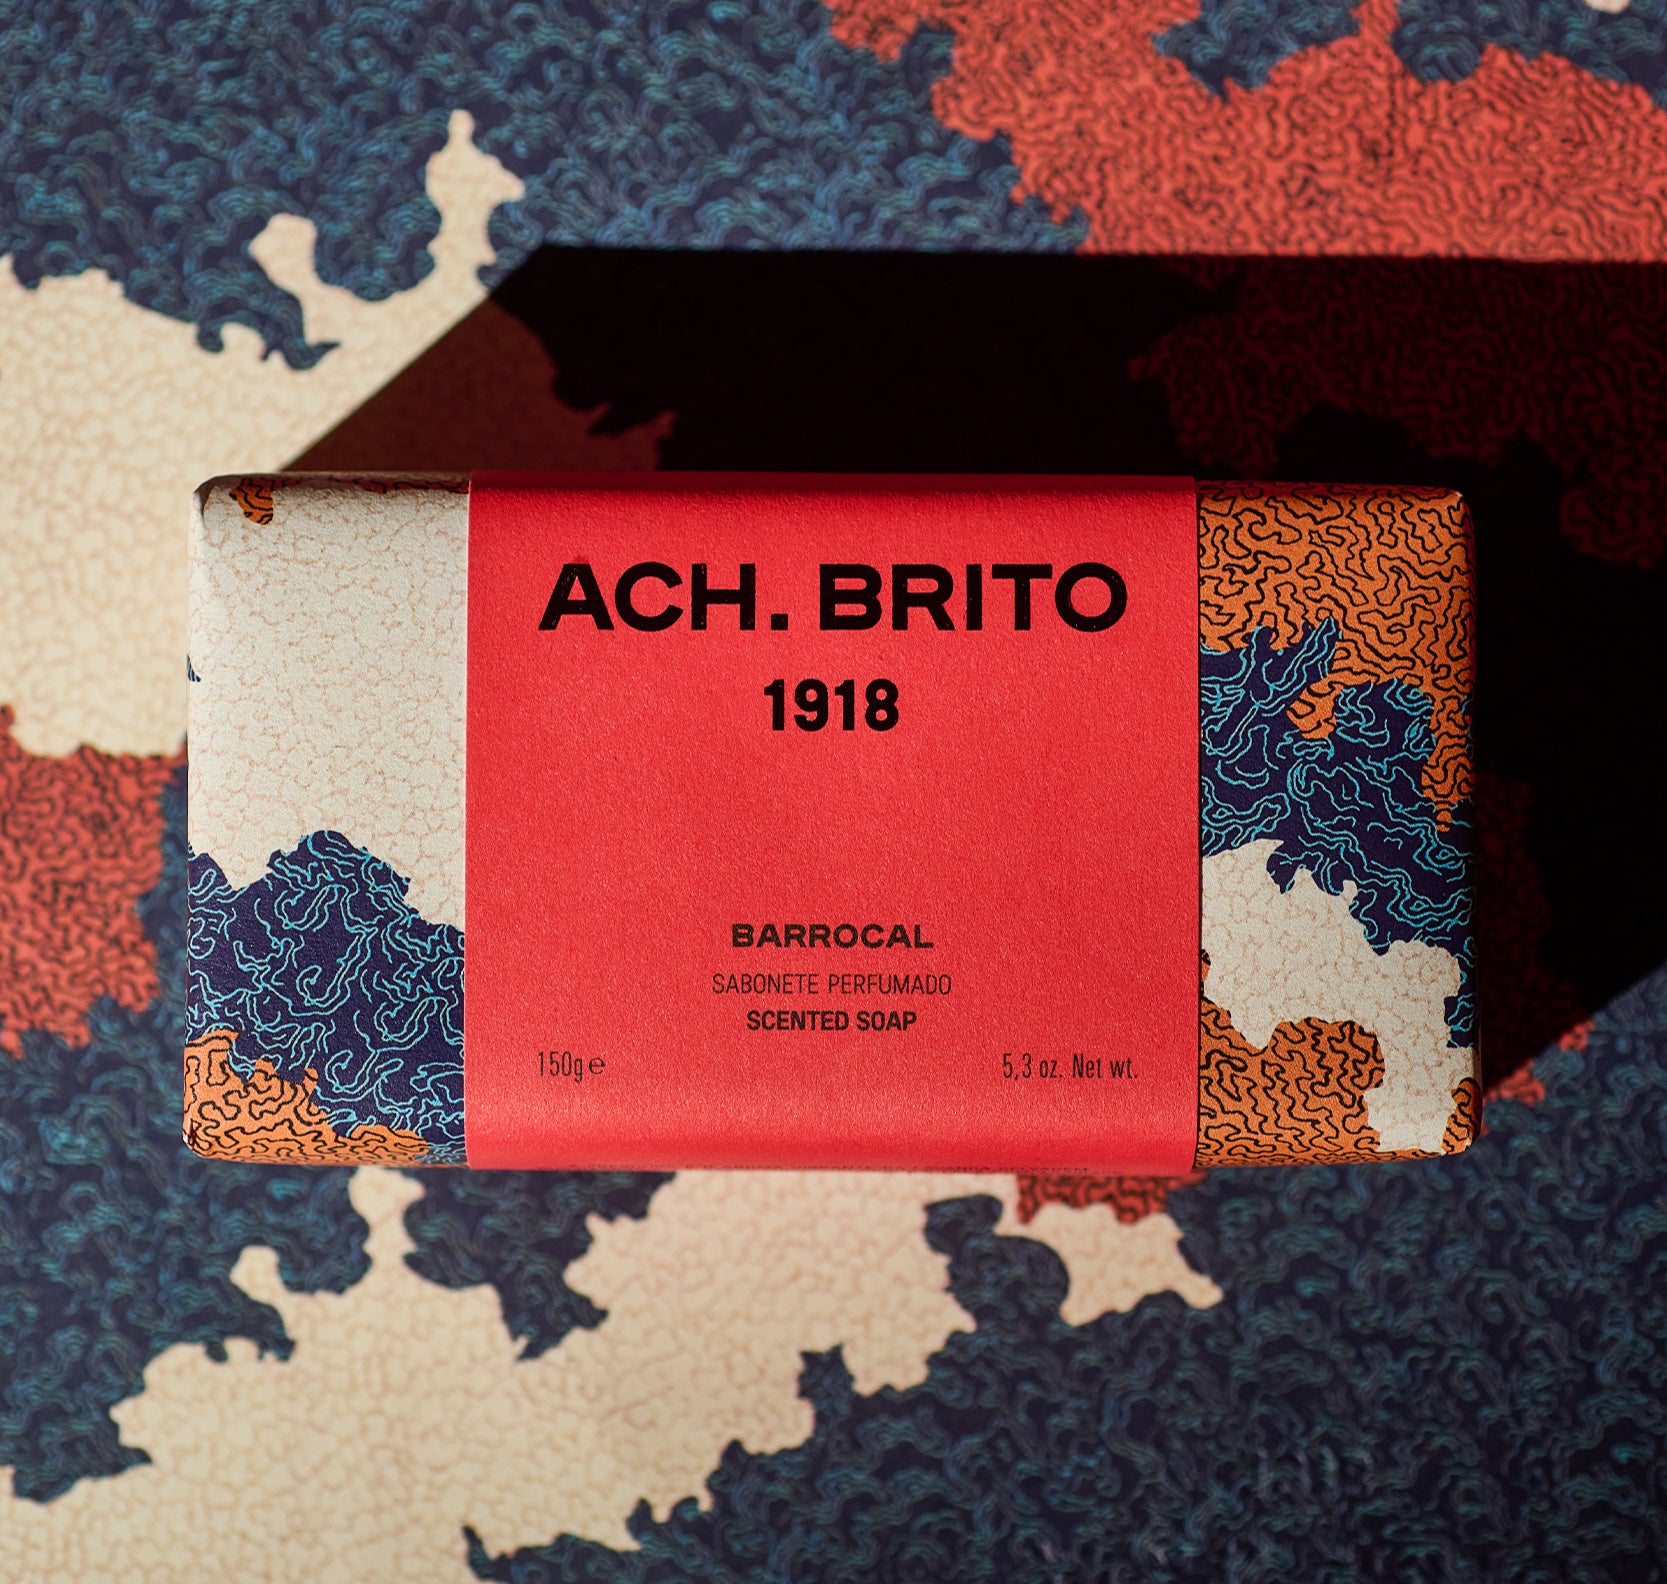 ACH. BRITO
1918
BARROCAL
SABONETE PERFUMADO
SCENTED SOAP
150g ℮
5,3 oz. Net wt.